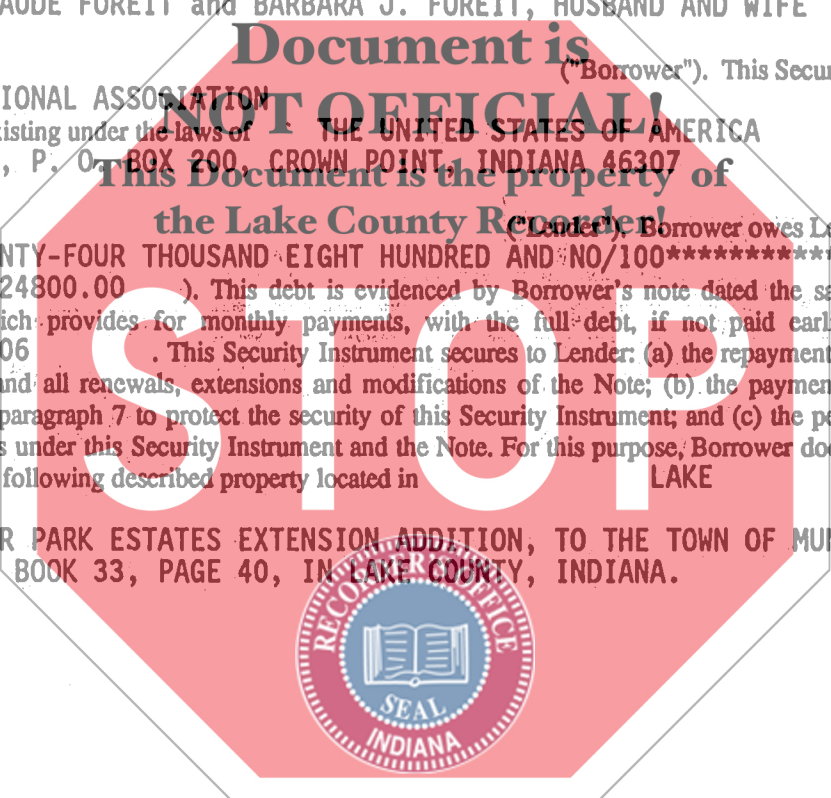 AUDE FOREIT and BARBARA J. FOREIT, HUSBAND AND WIFE
Document is
("Borrower"). This Secur
IONAL ASSOCIATION
NOT OFFICIAL!
isting under the laws of THE UNITED STATES OF AMERICA
, P. O. BOX 200, CROWN POINT, INDIANA 46307
This Document is the property of
the Lake County Recorder!
("Lender"). Borrower owes Le
NTY-FOUR THOUSAND EIGHT HUNDRED AND NO/100************
24800.00 ). This debt is evidenced by Borrower's note dated the sa
ich provides for monthly payments, with the full debt, if not paid earli
06 . This Security Instrument secures to Lender: (a) the repayment
and all renewals, extensions and modifications of the Note; (b) the paymen
paragraph 7 to protect the security of this Security Instrument; and (c) the pe
s under this Security Instrument and the Note. For this purpose, Borrower doe
following described property located in LAKE
STOP
R PARK ESTATES EXTENSION ADDITION, TO THE TOWN OF MUN
BOOK 33, PAGE 40, IN LAKE COUNTY, INDIANA.
RECORDER'S OFFICE
SEAL
INDIANA